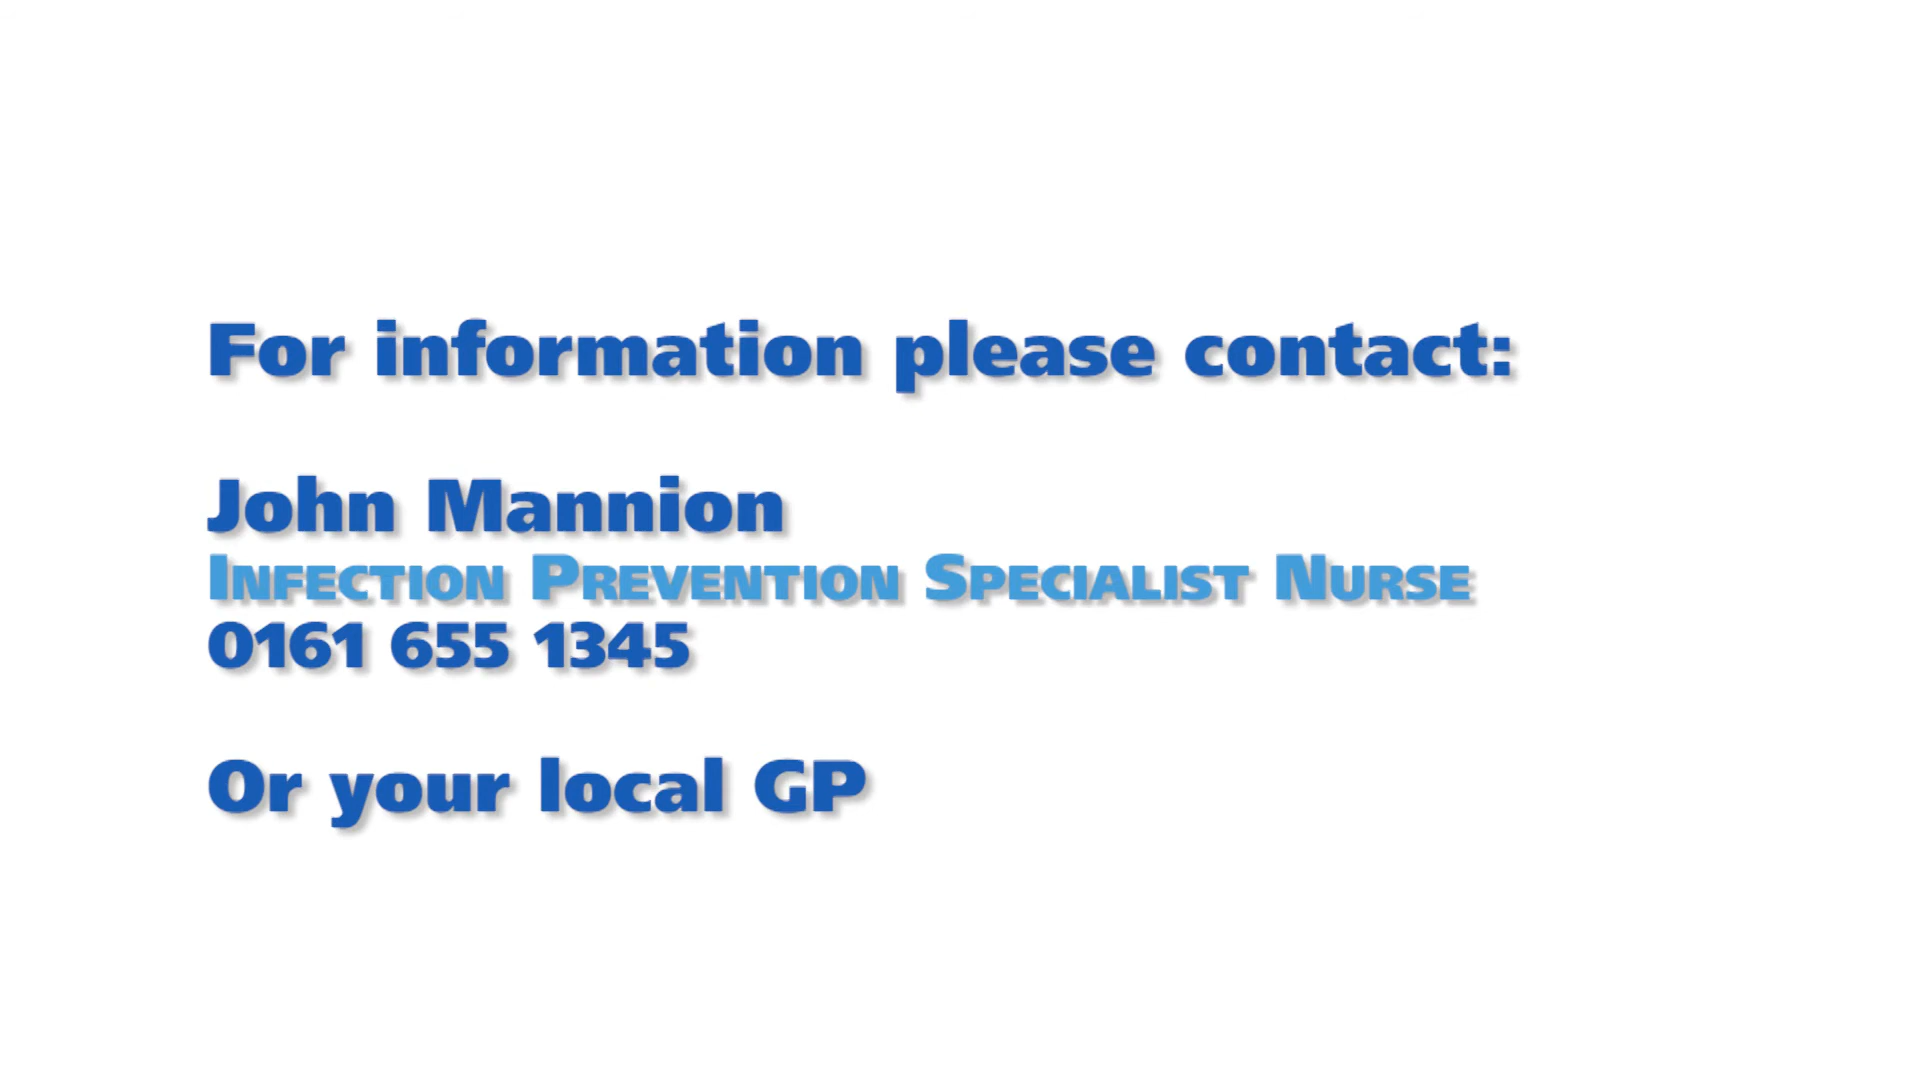 For information please contact:
John Mannion
Infection Prevention Specialist Nurse
0161 655 1345
Or your local GP